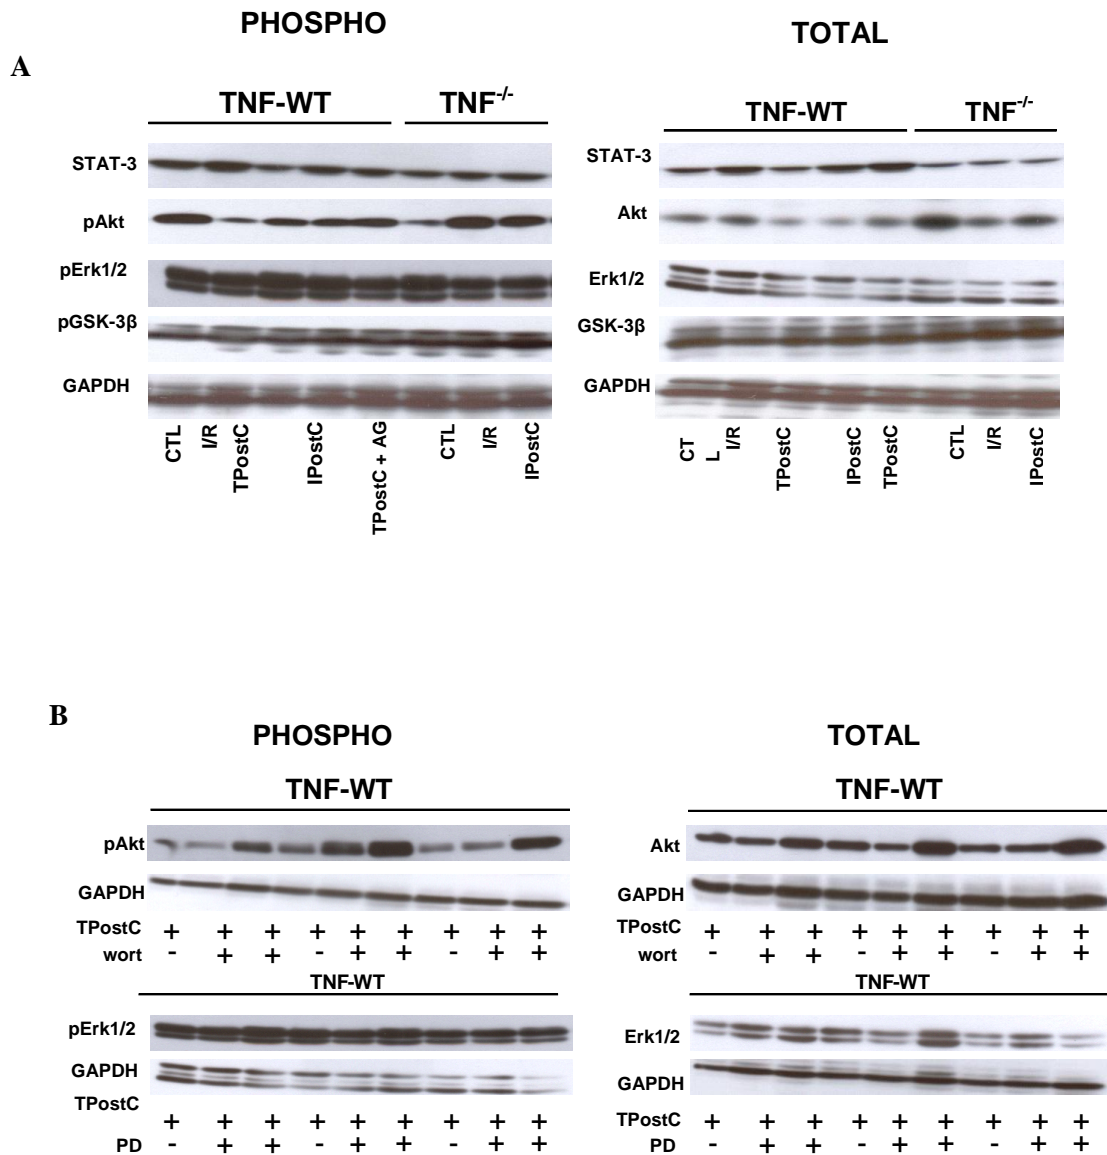 PHOSPHO
TOTAL
A
TNF-WT
TNF-/-
TNF-WT
TNF-/-
STAT-3
pAkt
pErk1/2
pGSK-3β
GAPDH
STAT-3
Akt
Erk1/2
GSK-3β
GAPDH
CTL
I/R
TPostC
IPostC
TPostC + AG
CTL
I/R
IPostC
CT
L
I/R
TPostC
IPostC
TPostC
CTL
I/R
IPostC
B
PHOSPHO
TOTAL
TNF-WT
TNF-WT
pAkt
GAPDH
TPostC + + + + + + + + +
wort - + + - + + - + +
Akt
GAPDH
TPostC + + + + + + + + +
wort - + + - + + - + +
TNF-WT
TNF-WT
pErk1/2
GAPDH
TPostC + + + + + + + + +
PD - + + - + + - + +
Erk1/2
GAPDH
TPostC + + + + + + + + +
PD - + + - + + - + +